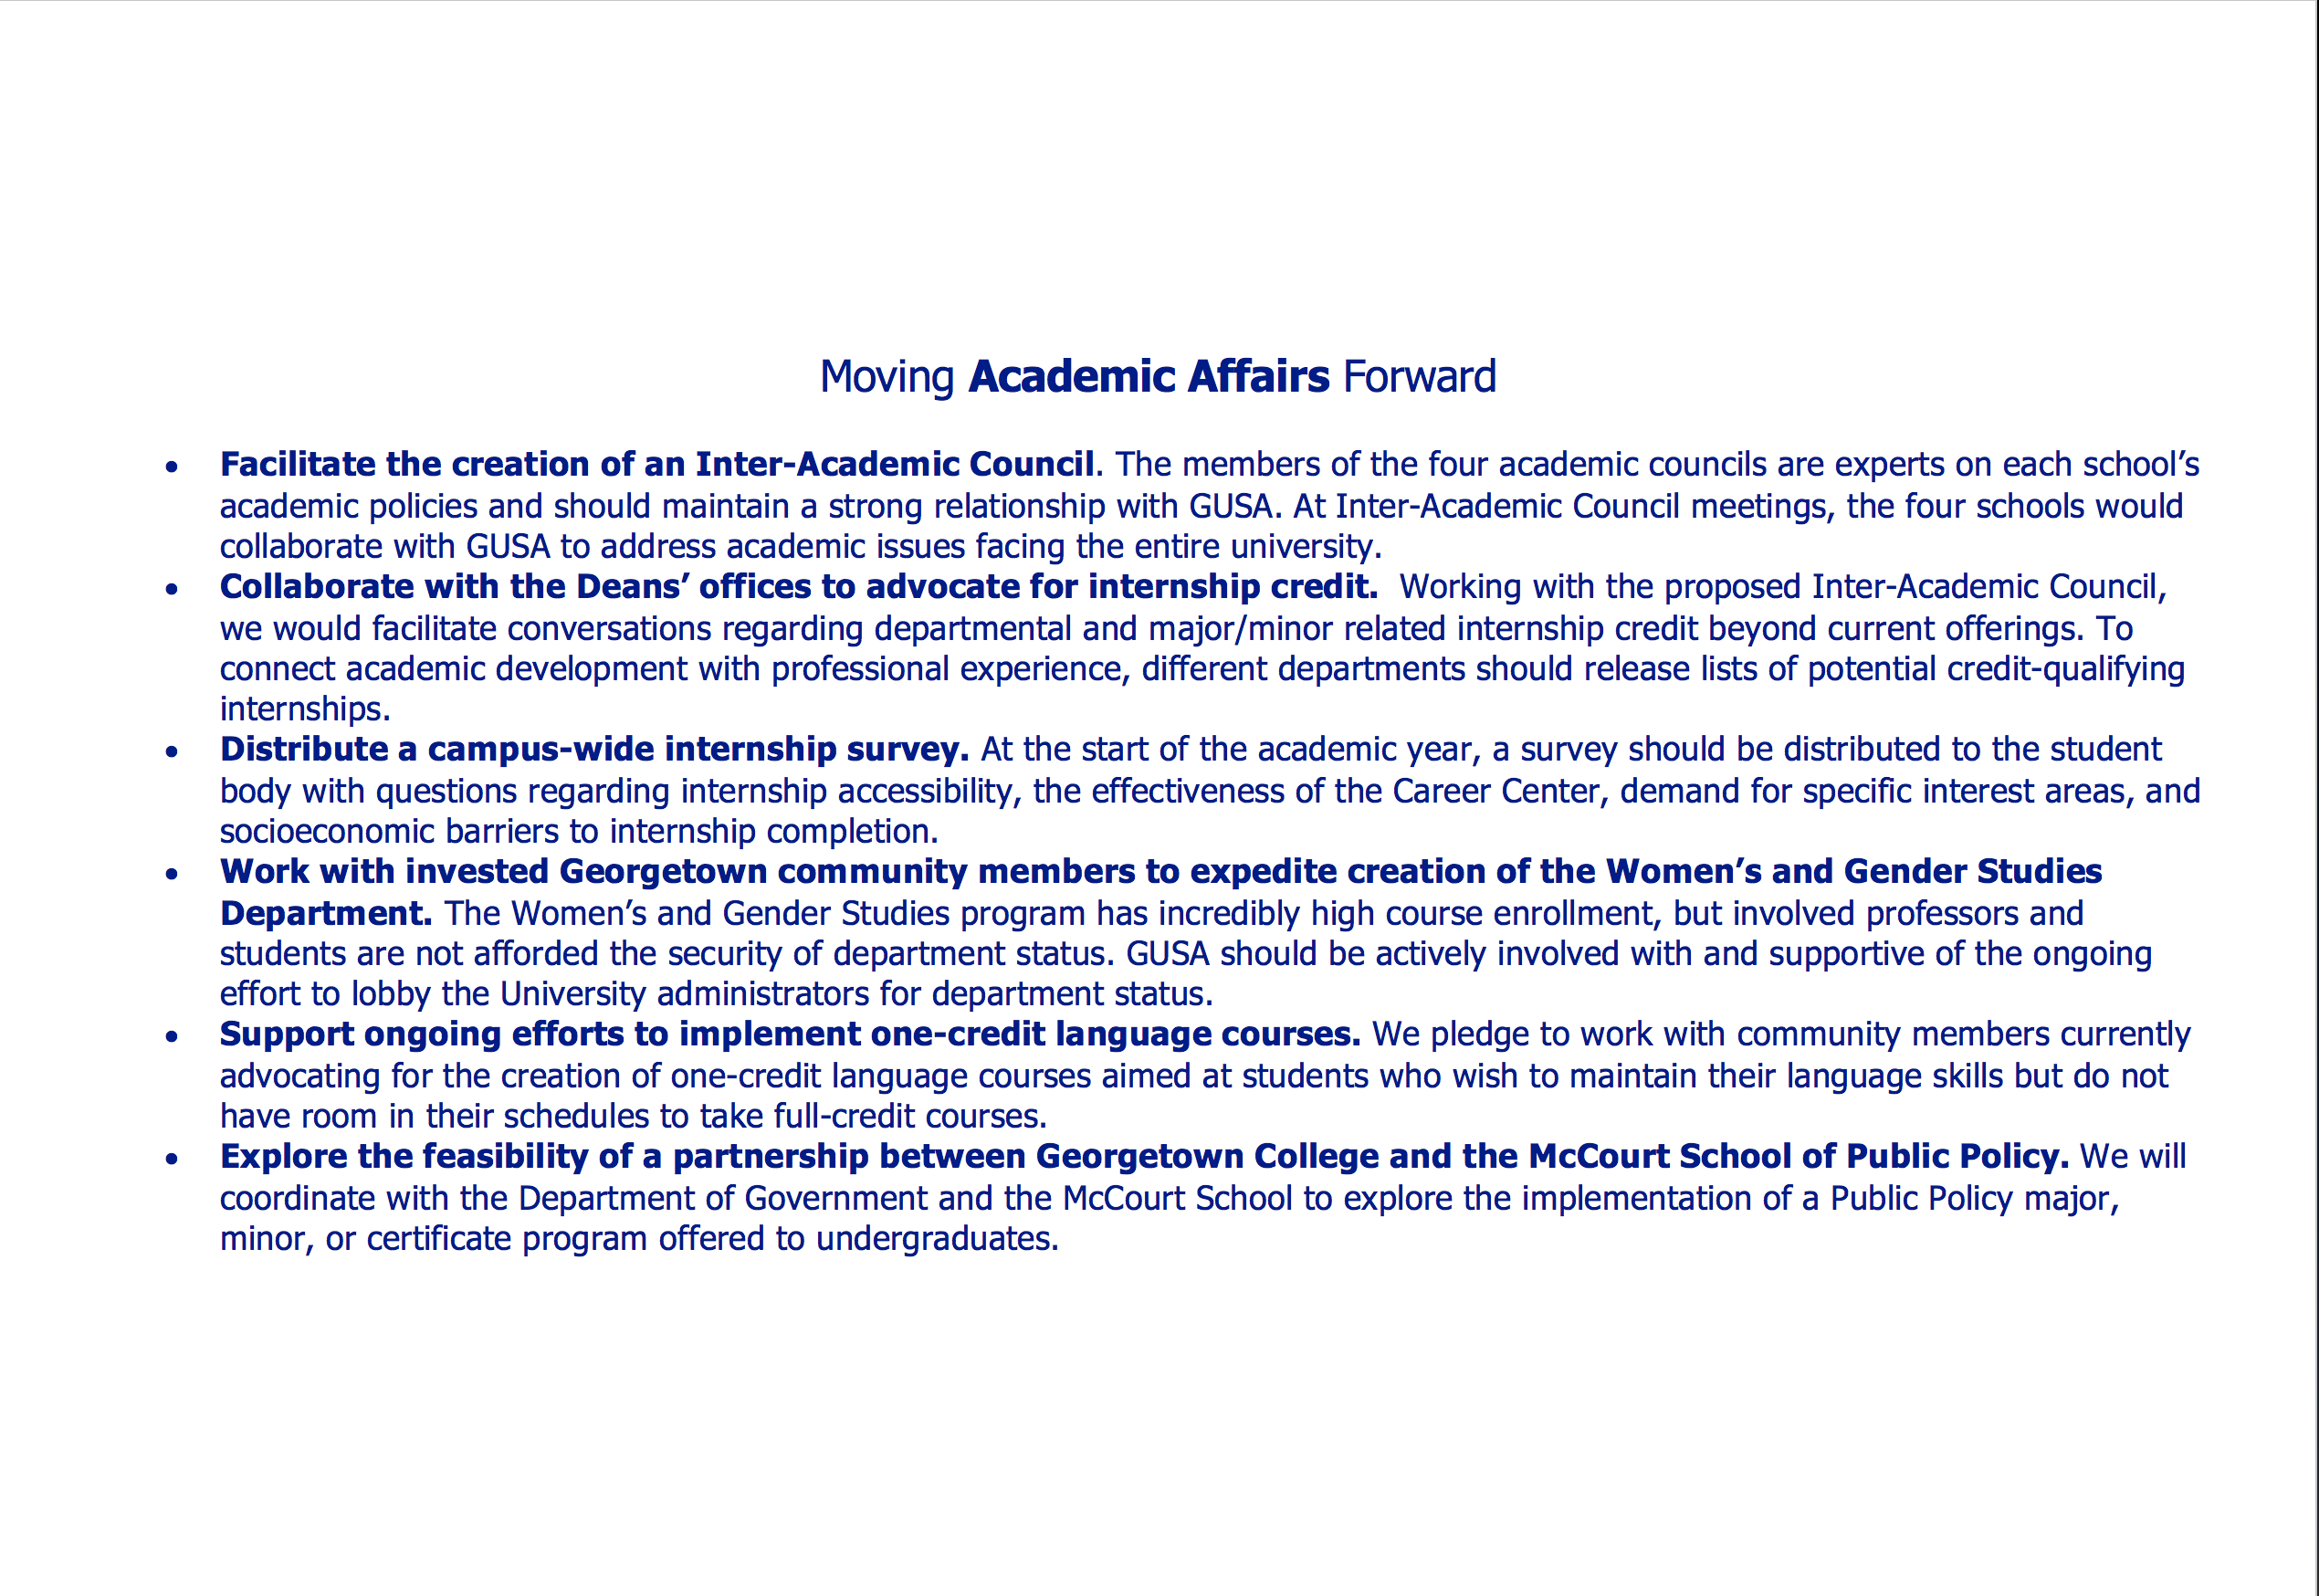 Moving Academic Affairs Forward
• Facilitate the creation of an Inter-Academic Council. The members of the four academic councils are experts on each school’s
academic policies and should maintain a strong relationship with GUSA. At Inter-Academic Council meetings, the four schools would
collaborate with GUSA to address academic issues facing the entire university.
• Collaborate with the Deans’ offices to advocate for internship credit.  Working with the proposed Inter-Academic Council,
we would facilitate conversations regarding departmental and major/minor related internship credit beyond current offerings. To
connect academic development with professional experience, different departments should release lists of potential credit-qualifying
internships.
• Distribute a campus-wide internship survey. At the start of the academic year, a survey should be distributed to the student
body with questions regarding internship accessibility, the effectiveness of the Career Center, demand for specific interest areas, and
socioeconomic barriers to internship completion.
• Work with invested Georgetown community members to expedite creation of the Women’s and Gender Studies
Department. The Women’s and Gender Studies program has incredibly high course enrollment, but involved professors and
students are not afforded the security of department status. GUSA should be actively involved with and supportive of the ongoing
effort to lobby the University administrators for department status.
• Support ongoing efforts to implement one-credit language courses. We pledge to work with community members currently
advocating for the creation of one-credit language courses aimed at students who wish to maintain their language skills but do not
have room in their schedules to take full-credit courses.
• Explore the feasibility of a partnership between Georgetown College and the McCourt School of Public Policy. We will
coordinate with the Department of Government and the McCourt School to explore the implementation of a Public Policy major,
minor, or certificate program offered to undergraduates.